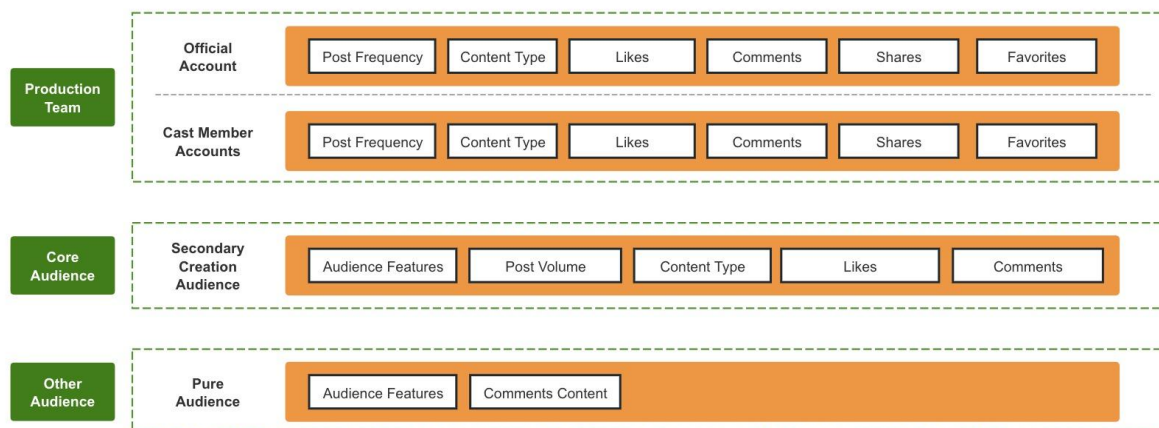 Production
Team
Official
Account
Post Frequency
Content Type
Likes
Comments
Shares
Favorites
Cast Member
Accounts
Post Frequency
Content Type
Likes
Comments
Shares
Favorites
Core
Audience
Secondary
Creation
Audience
Audience Features
Post Volume
Content Type
Likes
Comments
Other
Audience
Pure
Audience
Audience Features
Comments Content